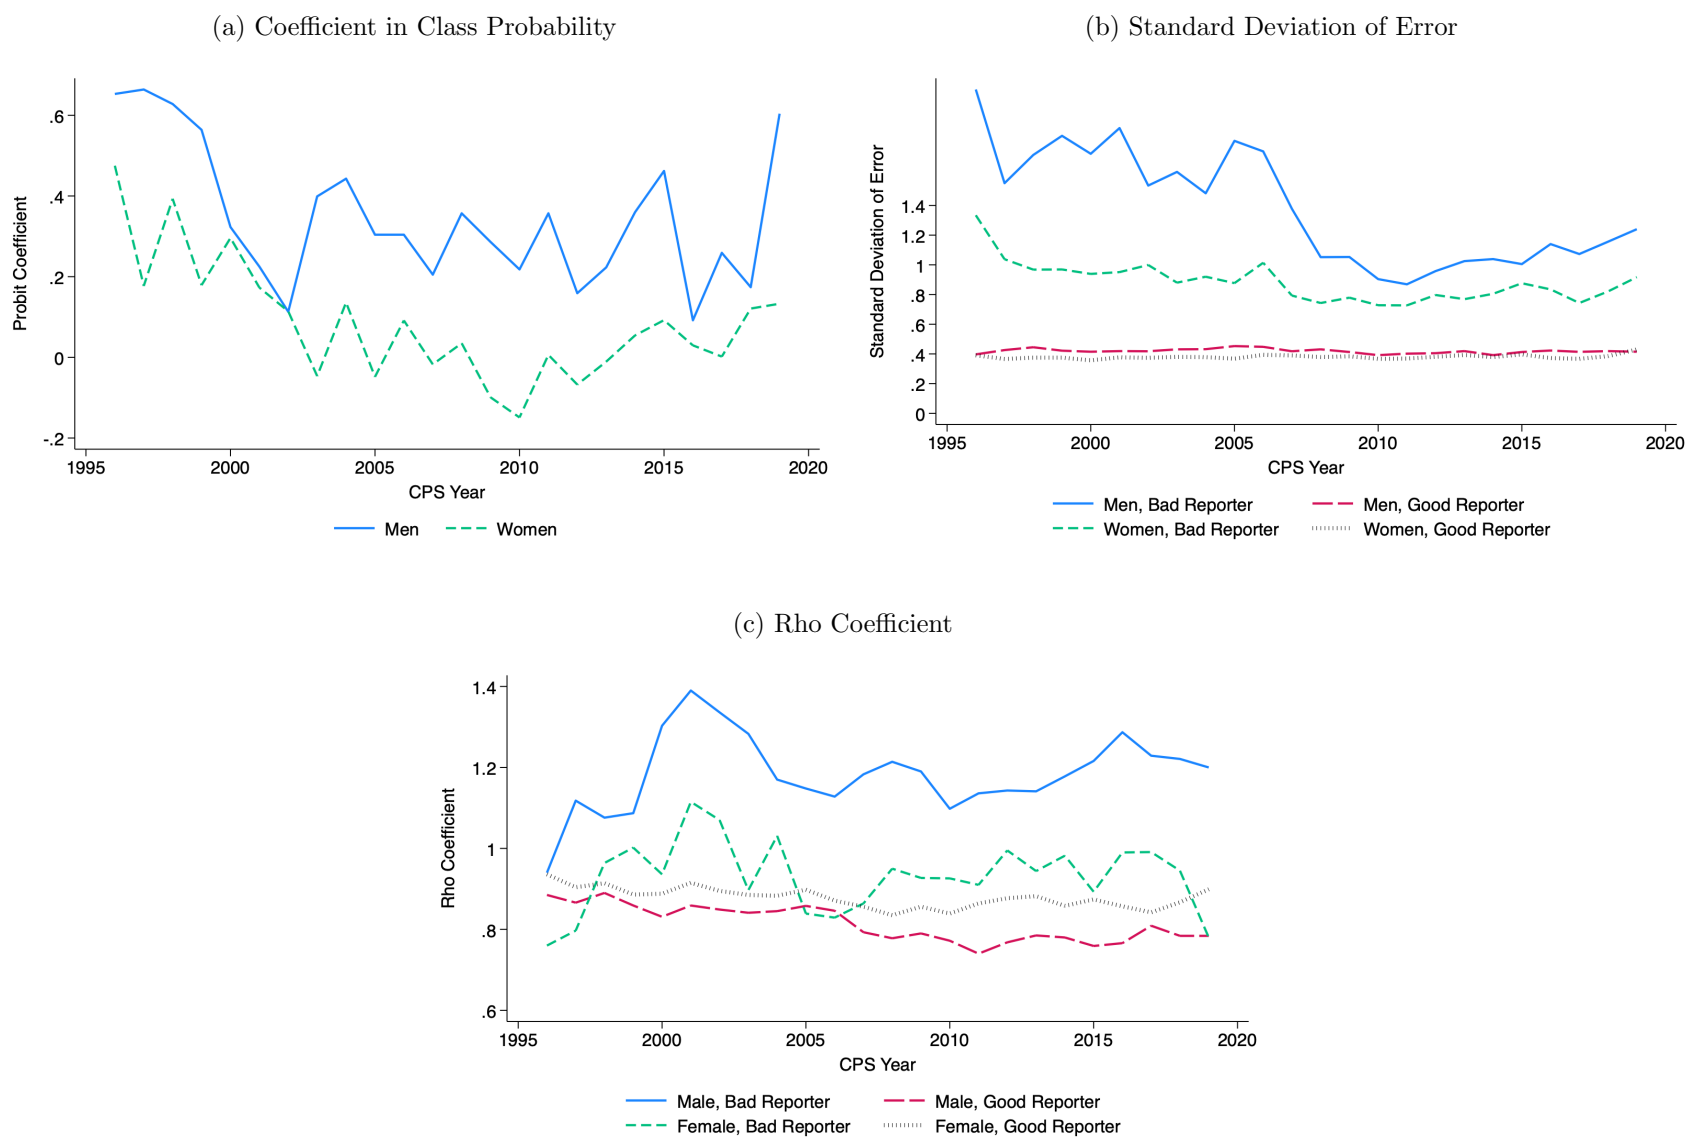 (a) Coefficient in Class Probability
Probit Coefficient
.6
.4
.2
0
-.2
1995 2000 2005 2010 2015 2020
CPS Year
Men Women
(b) Standard Deviation of Error
Standard Deviation of Error
1.4
1.2
1
.8
.6
.4
.2
0
1995 2000 2005 2010 2015 2020
CPS Year
Men, Bad Reporter Men, Good Reporter
Women, Bad Reporter Women, Good Reporter
(c) Rho Coefficient
Rho Coefficient
1.4
1.2
1
.8
.6
1995 2000 2005 2010 2015 2020
CPS Year
Male, Bad Reporter Male, Good Reporter
Female, Bad Reporter Female, Good Reporter